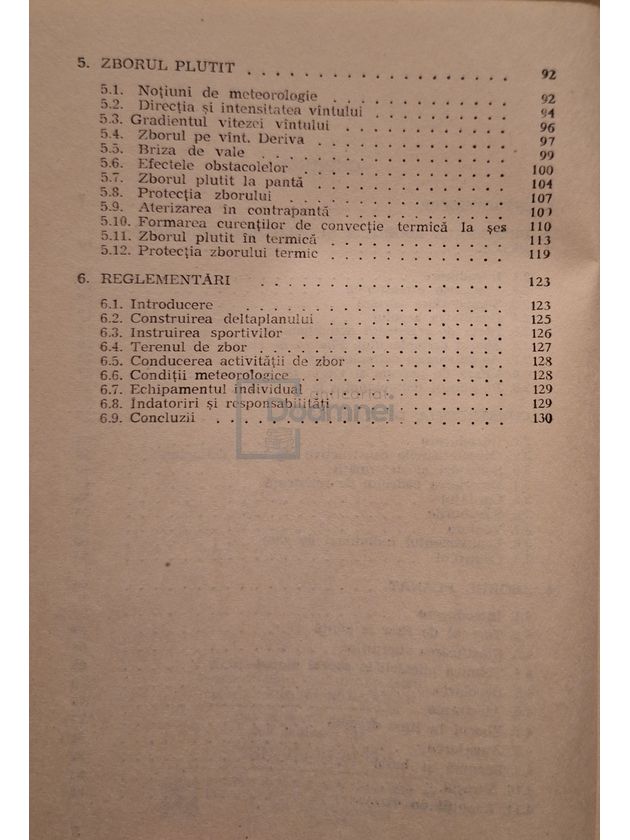 5. ZBORUL PLUTIT . . . . . . . . . . . . . . . . . . 92
5.1. Noțiuni de meteorologie . . . . . . . . . . . 92
5.2. Direcția și intensitatea vîntului . . . . . . . . 94
5.3. Gradientul vitezei vîntului . . . . . . . . . . 96
5.4. Zborul pe vînt. Deriva . . . . . . . . . . . . 97
5.5. Briza de vale . . . . . . . . . . . . . . . . 99
5.6. Efectele obstacolelor . . . . . . . . . . . . . 100
5.7. Zborul plutit la pantă . . . . . . . . . . . . 104
5.8. Protecția zborului . . . . . . . . . . . . . . 107
5.9. Aterizarea în contrapantă . . . . . . . . . . . 109
5.10. Formarea curenților de convecție termică la șes 110
5.11. Zborul plutit în termică . . . . . . . . . . . 113
5.12. Protecția zborului termic . . . . . . . . . . . 119
6. REGLEMENTĂRI . . . . . . . . . . . . . . . . . 123
6.1. Introducere . . . . . . . . . . . . . . . . . 123
6.2. Construirea deltaplanului . . . . . . . . . . . 125
6.3. Instruirea sportivilor . . . . . . . . . . . . . 126
6.4. Terenul de zbor . . . . . . . . . . . . . . . 127
6.5. Conducerea activității de zbor . . . . . . . . . 128
6.6. Condiții meteorologice . . . . . . . . . . . . 128
6.7. Echipamentul individual . . . . . . . . . . . . 129
6.8. Îndatoriri și responsabilități . . . . . . . . . . 129
6.9. Concluzii . . . . . . . . . . . . . . . . . . 130
anticariat
Doamnei